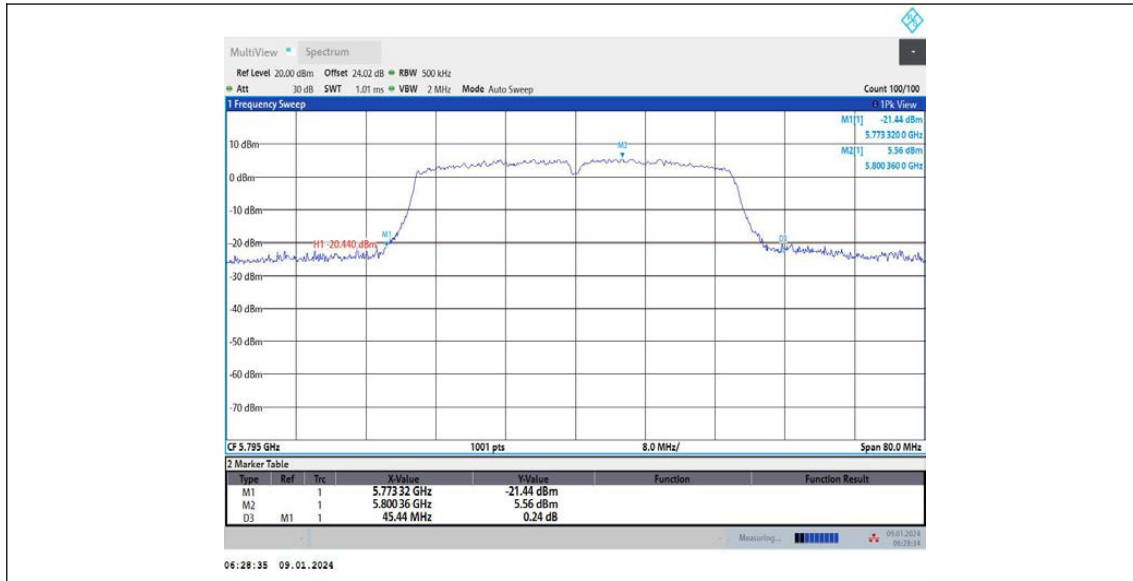 MultiView Spectrum
Ref Level 20.00 dBm Offset 24.02 dB RBW 500 kHz
Att 30 dB SWT 1.01 ms VBW 2 MHz Mode Auto Sweep Count 100/100
1 Frequency Sweep 1Pk View
M1[1] -21.44 dBm
5.773 320 0 GHz
M2[1] 5.56 dBm
5.800 360 0 GHz
10 dBm
M2
0 dBm
-10 dBm
M1
D3
-20 dBm
H1 -20.440 dBm
-30 dBm
-40 dBm
-50 dBm
-60 dBm
-70 dBm
CF 5.795 GHz 1001 pts 8.0 MHz/ Span 80.0 MHz
2 Marker Table
Type Ref Trc X-Value Y-Value Function Function Result
M1 1 5.773 32 GHz -21.44 dBm
M2 1 5.800 36 GHz 5.56 dBm
D3 M1 1 45.44 MHz 0.24 dB
Measuring... 09.01.2024
06:28:34
06:28:35 09.01.2024